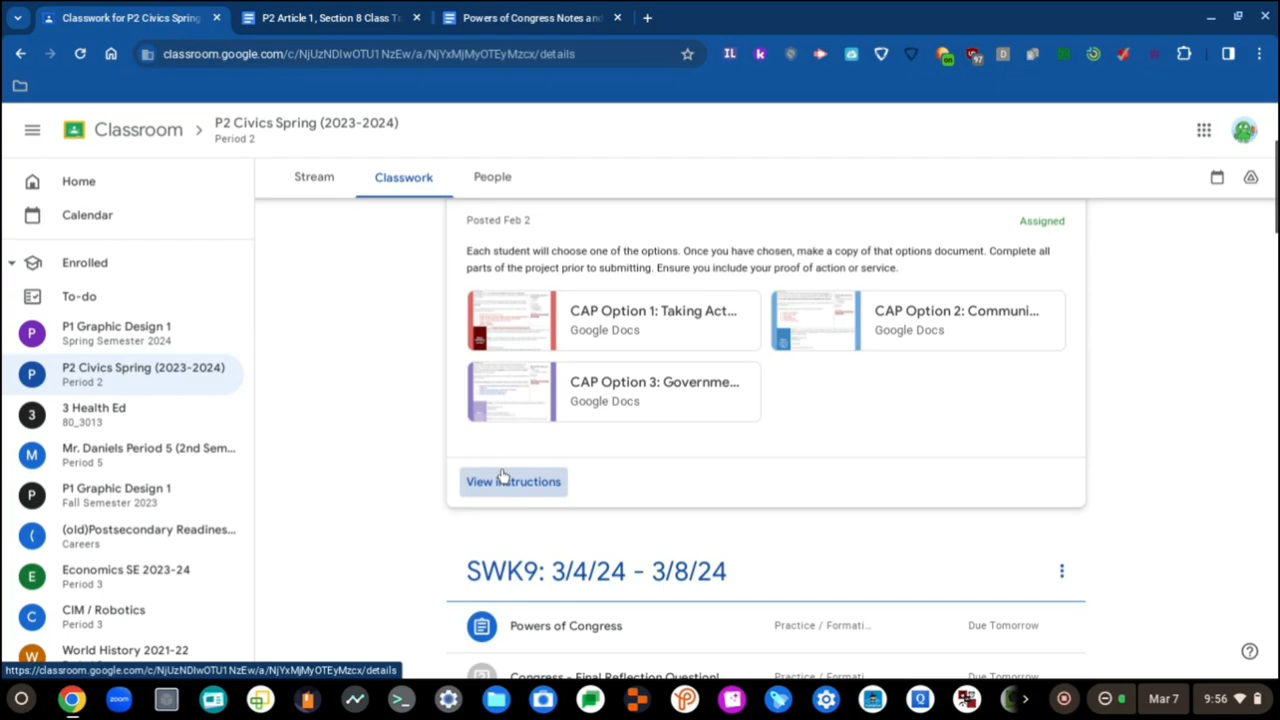 Classwork for P2 Civics Spring
P2 Article 1, Section 8 Class T
Powers of Congress Notes and
classroom.google.com/c/NjUzNDIwOTU1NzEw/a/NjYxMjMyOTEyMzcx/details
Classroom
P2 Civics Spring (2023-2024)
Period 2
Stream
Classwork
People
Home
Calendar
Enrolled
To-do
P P1 Graphic Design 1
Spring Semester 2024
P P2 Civics Spring (2023-2024)
Period 2
3 3 Health Ed
80_3013
M Mr. Daniels Period 5 (2nd Sem...
Period 5
P P1 Graphic Design 1
Fall Semester 2023
( (old)Postsecondary Readines...
Careers
E Economics SE 2023-24
Period 3
C CIM / Robotics
Period 3
W World History 2021-22
Posted Feb 2
Assigned
Each student will choose one of the options. Once you have chosen, make a copy of that options document. Complete all
parts of the project prior to submitting. Ensure you include your proof of action or service.
CAP Option 1: Taking Act...
Google Docs
CAP Option 2: Communi...
Google Docs
CAP Option 3: Governme...
Google Docs
View instructions
SWK9: 3/4/24 - 3/8/24
Powers of Congress
Practice / Formati...
Due Tomorrow
Congress - Final Reflection Question!
Practice / Formati...
Due Tomorrow
https://classroom.google.com/c/NjUzNDIwOTU1NzEw/a/NjYxMjMyOTEyMzcx/details
zoom
Mar 7
9:56